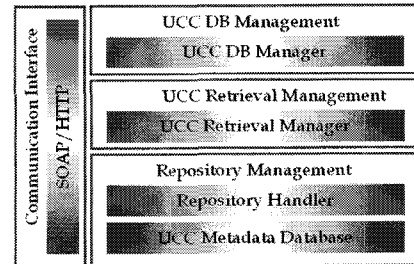 Communication Interface
SOAP/HTTP
UCC DB Management
UCC DB Manager
UCC Retrieval Management
UCC Retrieval Manager
Repository Management
Repository Handler
UCC Metadata Database